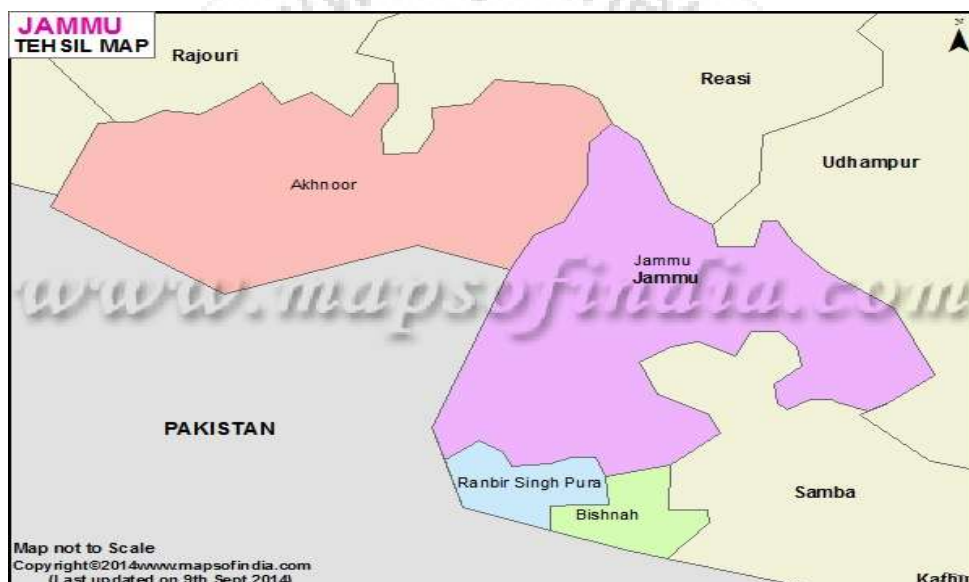 JAMMU
TEHSIL MAP
N
Rajouri
Reasi
Udhampur
Akhnoor
Jammu
Jammu
www.mapsofindia.com
PAKISTAN
Ranbir Singh Pura
Samba
Bishnah
Map not to Scale
Copyright©2014www.mapsofindia.com
(Last updated on 9th Sept 2014)